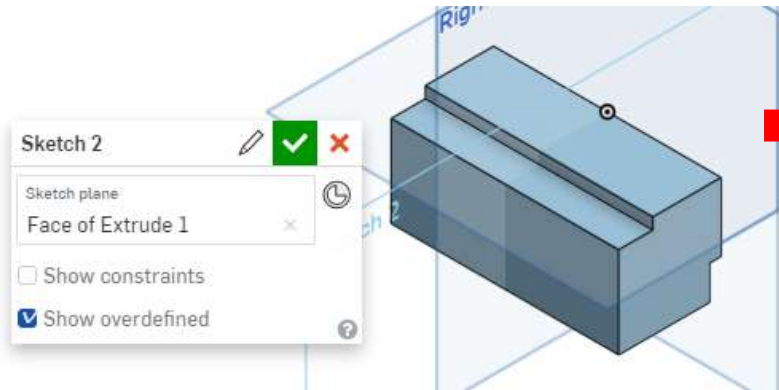 Sketch 2
Sketch plane
Face of Extrude 1
Show constraints
Show overdefined